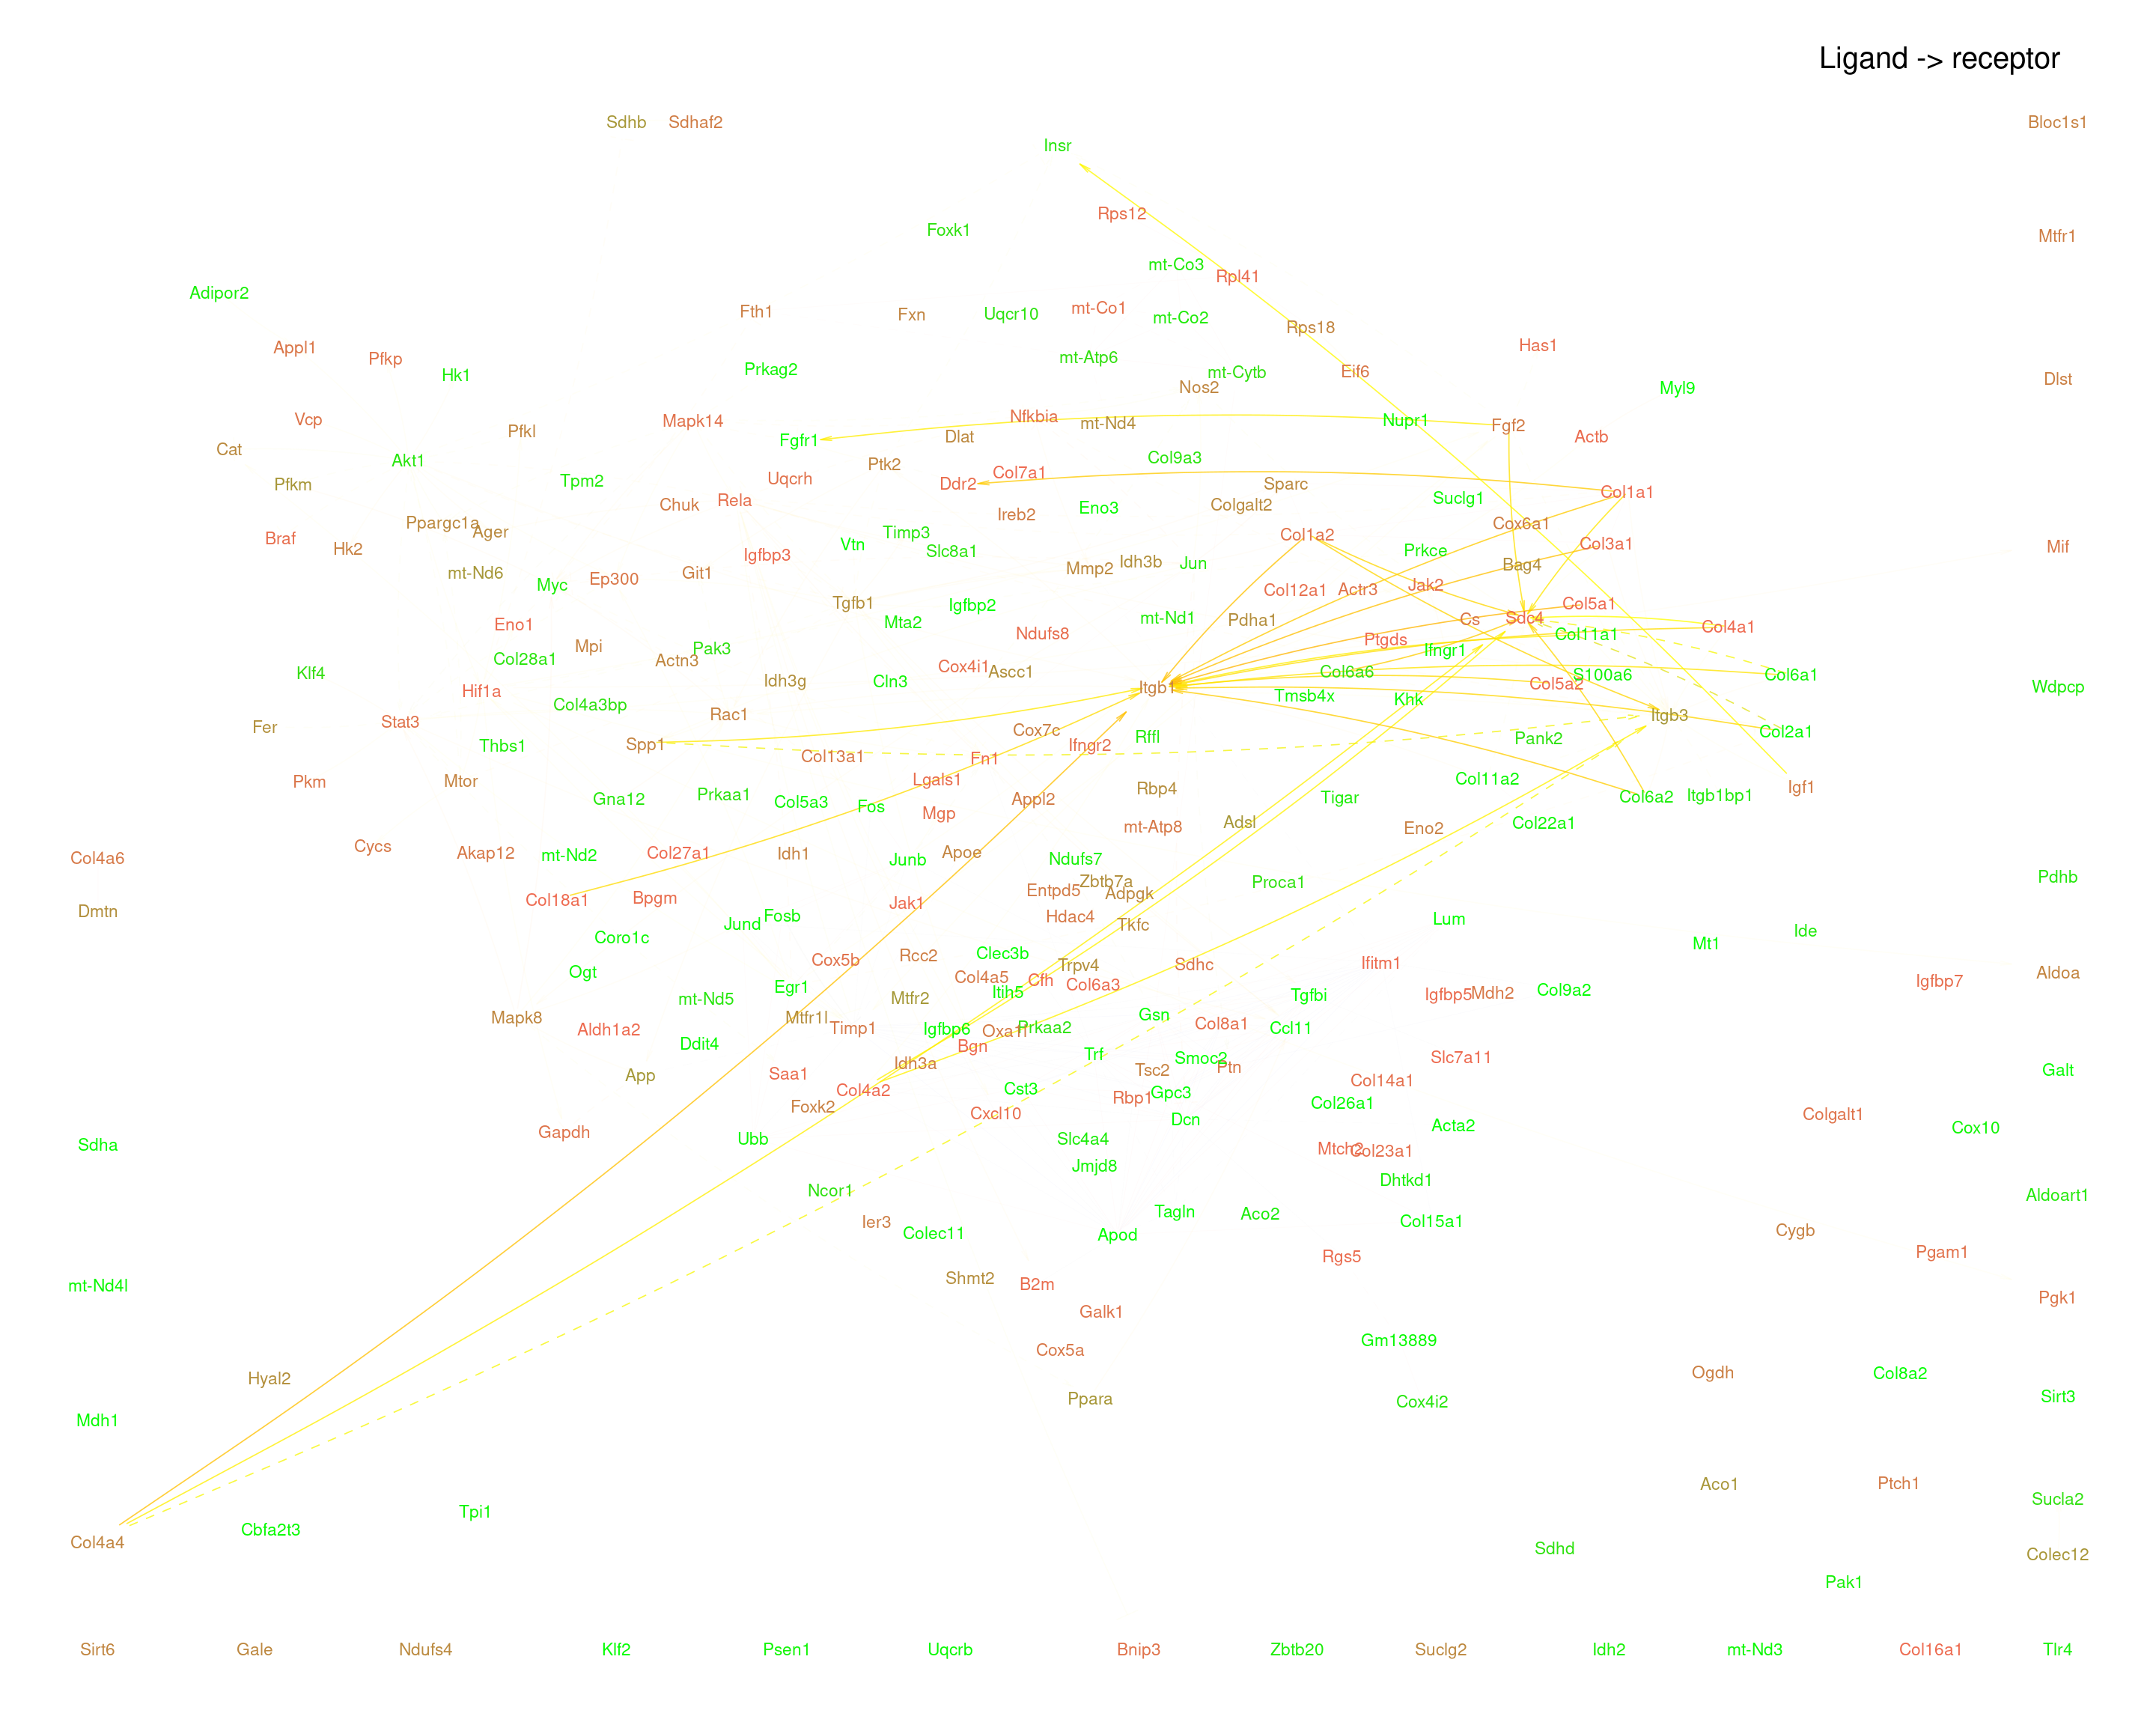 Ligand -> receptor
Sdhb Sdhaf2 Bloc1s1
Insr
Rps12
Foxk1 Mtfr1
mt-Co3
Rpl41
Adipor2
Fth1 Fxn Uqcr10 mt-Co1 mt-Co2
Rps18
Appl1 Pfkp mt-Atp6 Has1
Hk1 Prkag2 mt-Cytb Eif6 Dlst
Nos2 Myl9
Vcp Mapk14 Nfkbia mt-Nd4 Nupr1 Fgf2
Pfkl Fgfr1 Dlat Actb
Cat Akt1 Ptk2 Col9a3
Pfkm Tpm2 Uqcrh Ddr2 Col7a1 Sparc Col1a1
Chuk Rela Ireb2 Eno3 Colgalt2 Suclg1
Ppargc1a Ager Cox6a1
Braf Hk2 Vtn Timp3 Slc8a1 Col1a2 Prkce Col3a1 Mif
mt-Nd6 Myc Ep300 Git1 Igfbp3 Mmp2 Idh3b Jun Bag4
Tgfb1 Igfbp2 Col12a1 Actr3 Jak2 Col5a1
Eno1 Mta2 Ndufs8 mt-Nd1 Pdha1 Cs Sdc4 Col4a1
Mpi Pak3 Ptgds Col11a1
Klf4 Col28a1 Actn3 Cox4i1 Ascc1 Ifngr1
Hif1a Idh3g Cln3 Itgb1 Col6a6 Col5a2 S100a6 Col6a1 Wdpcp
Col4a3bp Tmsb4x Khk
Fer Stat3 Rac1 Cox7c Itgb3
Thbs1 Spp1 Ifngr2 Rffl Pank2 Col2a1
Col13a1 Fn1
Pkm Mtor Lgals1 Rbp4 Col11a2 Igf1
Gna12 Prkaa1 Col5a3 Fos Appl2 Tigar Col6a2 Itgb1bp1
Mgp mt-Atp8 Adsl Eno2 Col22a1
Col4a6 Cycs Akap12 mt-Nd2 Col27a1 Idh1 Junb Apoe Ndufs7
Zbtb7a Proca1 Pdhb
Col18a1 Bpgm Jak1 Entpd5 Adpgk
Dmtn Jund Fosb Hdac4 Tkfc Lum
Coro1c Mt1 Ide
Ogt Cox5b Rcc2 Clec3b Trpv4 Sdhc Ifitm1
Egr1 Col4a5 Cfh Col6a3 Igfbp7 Aldoa
mt-Nd5 Mtfr2 Itih5 Tgfbi Igfbp5 Mdh2 Col9a2
Mapk8 Aldh1a2 Mtfr1l Timp1 Igfbp6 Oxa1l Prkaa2 Gsn Col8a1 Ccl11
Ddit4 Bgn Trf Smoc2 Slc7a11
App Saa1 Col4a2 Idh3a Tsc2 Ptn Col14a1 Galt
Foxk2 Cst3 Rbp1 Gpc3 Col26a1
Gapdh Cxcl10 Dcn Acta2 Colgalt1 Cox10
Sdha Ubb Slc4a4 Mtch2 Col23a1
Jmjd8 Dhtkd1
Ncor1 Aldoart1
Ier3 Colec11 Apod Tagln Aco2 Col15a1 Cygb
Rgs5 Pgam1
mt-Nd4l Shmt2 B2m Pgk1
Galk1
Cox5a Gm13889
Hyal2 Ogdh Col8a2
Mdh1 Ppara Cox4i2 Sirt3
Aco1 Ptch1
Col4a4 Cbfa2t3 Tpi1 Sucla2
Sdhd Colec12
Pak1
Sirt6 Gale Ndufs4 Klf2 Psen1 Uqcrb Bnip3 Zbtb20 Suclg2 Idh2 mt-Nd3 Col16a1 Tlr4